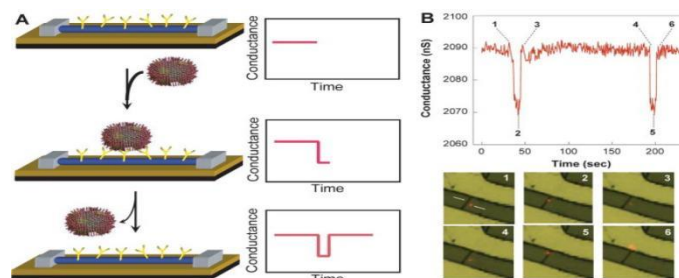 A
Conductance
Time
Conductance
Time
Conductance
Time
B
Conductance (nS)
2100
2090
2080
2070
2060
1
3
4
6
2
5
0
50
100
150
200
Time (sec)
1
2
3
4
5
6